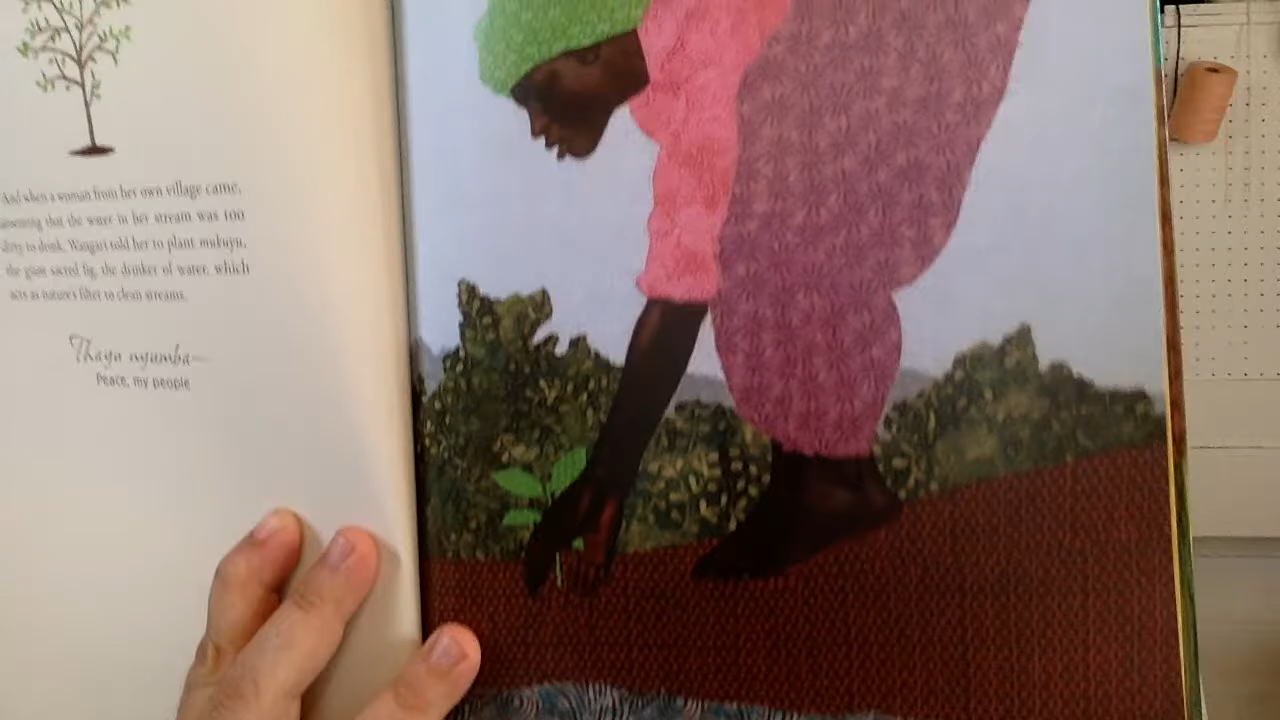 And when a woman from her own village came,
that the water in her stream was too
dirty to drink, Wangari told her to plant mukuyu,
the giant sacred fig, the drinker of water, which
acts as nature's filter to clean streams.
Thayu nyumba—
Peace, my people